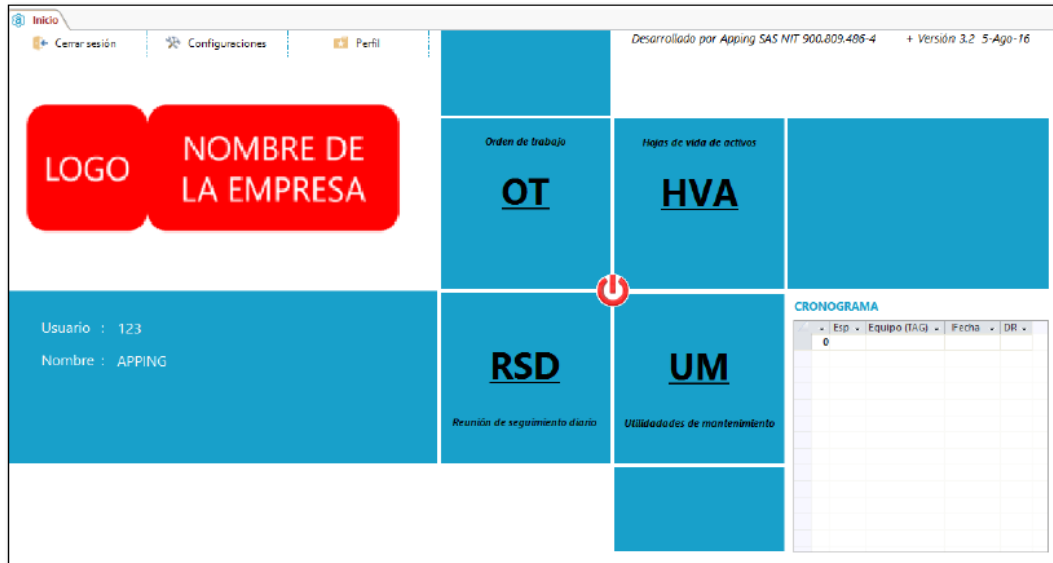 Inicio
Cerrar sesión
Configuraciones
Perfil
Desarrollado por Apping SAS NIT 900.809.486-4 + Versión 3.2 5-Ago-16
LOGO
NOMBRE DE
LA EMPRESA
Orden de trabajo
OT
Hojas de vida de activos
HVA
Usuario : 123
Nombre : APPING
RSD
Reunión de seguimiento diario
UM
Utilidadades de mantenimiento
CRONOGRAMA
Esp Equipo (TAG) Fecha DR
0